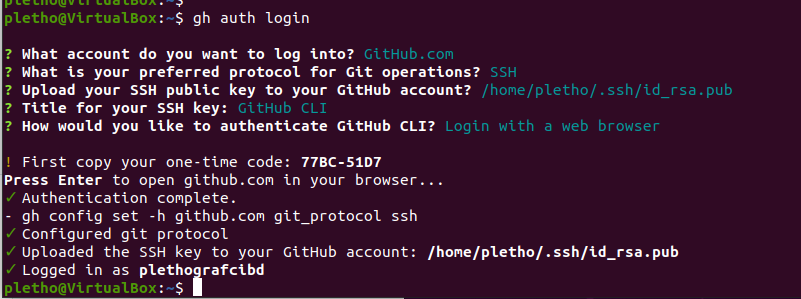 pletho@VirtualBox:~$
pletho@VirtualBox:~$ gh auth login
? What account do you want to log into? GitHub.com
? What is your preferred protocol for Git operations? SSH
? Upload your SSH public key to your GitHub account? /home/pletho/.ssh/id_rsa.pub
? Title for your SSH key: GitHub CLI
? How would you like to authenticate GitHub CLI? Login with a web browser
! First copy your one-time code: 77BC-51D7
Press Enter to open github.com in your browser...
✓ Authentication complete.
- gh config set -h github.com git_protocol ssh
✓ Configured git protocol
✓ Uploaded the SSH key to your GitHub account: /home/pletho/.ssh/id_rsa.pub
✓ Logged in as plethografcibd
pletho@VirtualBox:~$